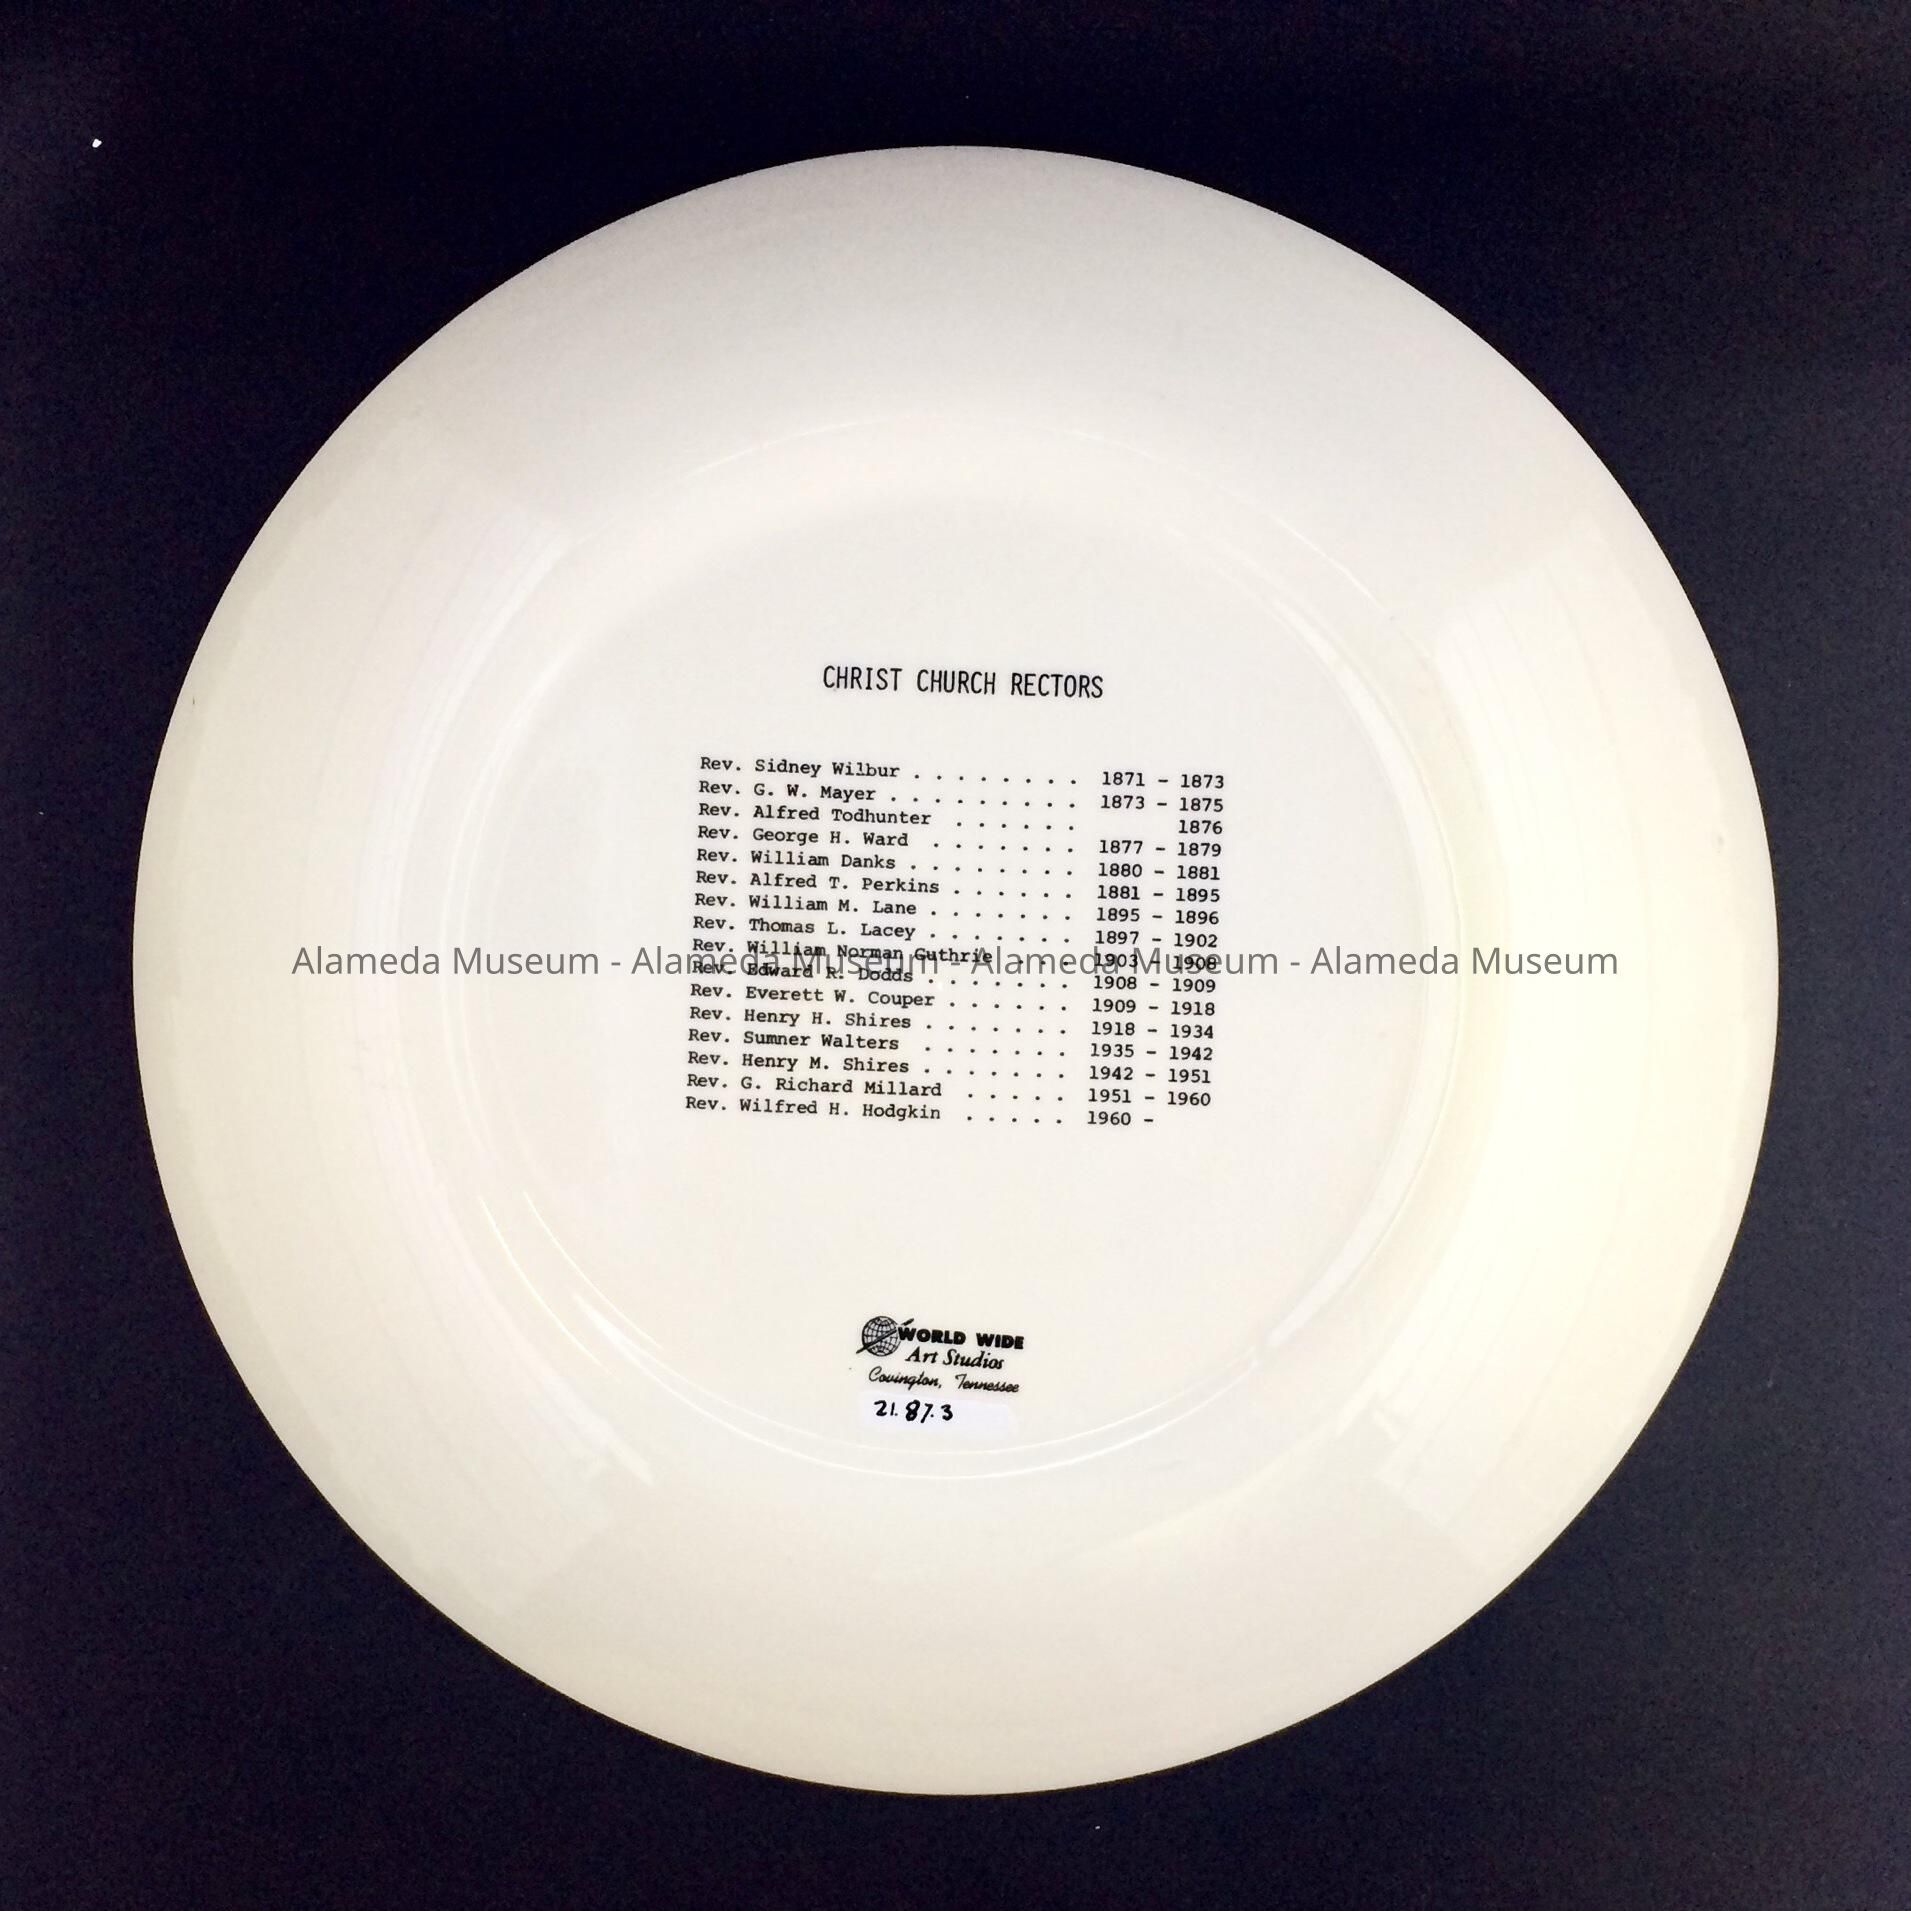 CHRIST CHURCH RECTORS
Rev. Sidney Wilbur . . . . . . . . 1871 - 1873
Rev. G. W. Mayer . . . . . . . . . 1873 - 1875
Rev. Alfred Todhunter . . . . . . 1876
Rev. George H. Ward . . . . . . . 1877 - 1879
Rev. William Danks . . . . . . . . 1880 - 1881
Rev. Alfred T. Perkins . . . . . . 1881 - 1895
Rev. William M. Lane . . . . . . . 1895 - 1896
Rev. Thomas L. Lacey . . . . . . . 1897 - 1902
Rev. William Norman Guthrie . . . 1903 - 1908
Alameda Museum - Alameda Museum - Alameda Museum - Alameda Museum
Rev. Edward R. Dodds . . . . . . . 1908 - 1909
Rev. Everett W. Couper . . . . . . 1909 - 1918
Rev. Henry H. Shires . . . . . . . 1918 - 1934
Rev. Sumner Walters . . . . . . . 1935 - 1942
Rev. Henry M. Shires . . . . . . . 1942 - 1951
Rev. G. Richard Millard . . . . . 1951 - 1960
Rev. Wilfred H. Hodgkin . . . . . 1960 -
WORLD WIDE
Art Studios
Covington, Tennessee
21.87.3